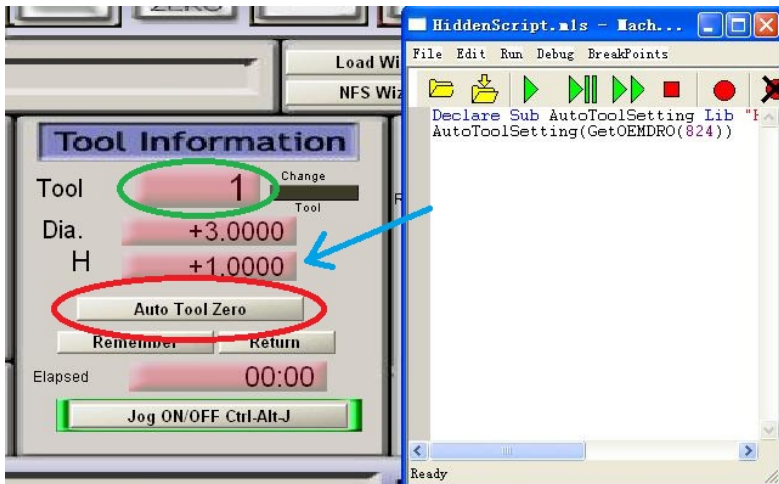 ZERO
HiddenScript.m1s - Mach...
File Edit Run Debug BreakPoints
Load Wi
NFS Wiz
Declare Sub AutoToolSetting Lib "
AutoToolSetting(GetOEMDRO(824))
Tool Information
Tool 1 Change
Tool
Dia. +3.0000
H +1.0000
Auto Tool Zero
Remember Return
Elapsed 00:00
Jog ON/OFF Ctrl-Alt-J
Ready